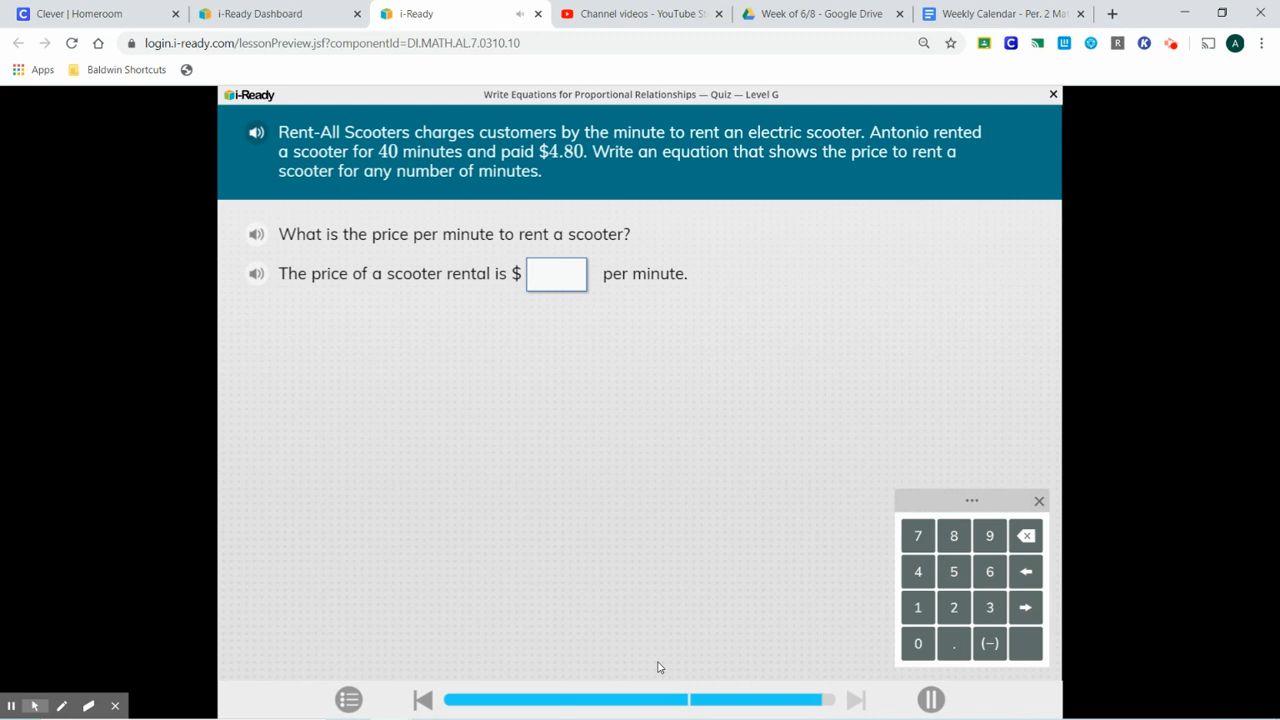 Clever | Homeroom
i-Ready Dashboard
i-Ready
Channel videos - YouTube St
Week of 6/8 - Google Drive
Weekly Calendar - Per. 2 Mat
login.i-ready.com/lessonPreview.jsf?componentId=DI.MATH.AL.7.0310.10
Apps
Baldwin Shortcuts
i-Ready
Write Equations for Proportional Relationships — Quiz — Level G
Rent-All Scooters charges customers by the minute to rent an electric scooter. Antonio rented
a scooter for 40 minutes and paid $4.80. Write an equation that shows the price to rent a
scooter for any number of minutes.
What is the price per minute to rent a scooter?
The price of a scooter rental is $ per minute.
7 8 9
4 5 6
1 2 3
0 . (−)